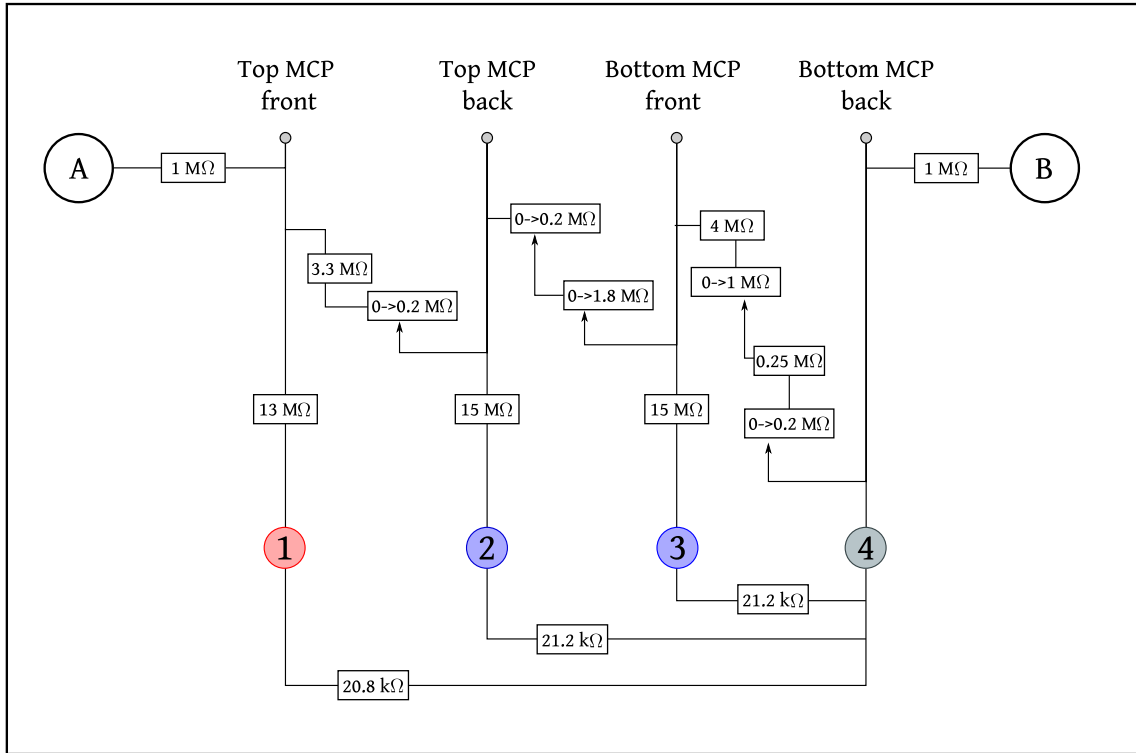 Top MCP
front
Top MCP
back
Bottom MCP
front
Bottom MCP
back
A
1 MΩ
1 MΩ
B
0->0.2 MΩ
4 MΩ
3.3 MΩ
0->1 MΩ
0->0.2 MΩ
0->1.8 MΩ
0.25 MΩ
13 MΩ
15 MΩ
15 MΩ
0->0.2 MΩ
1
2
3
4
21.2 kΩ
21.2 kΩ
20.8 kΩ